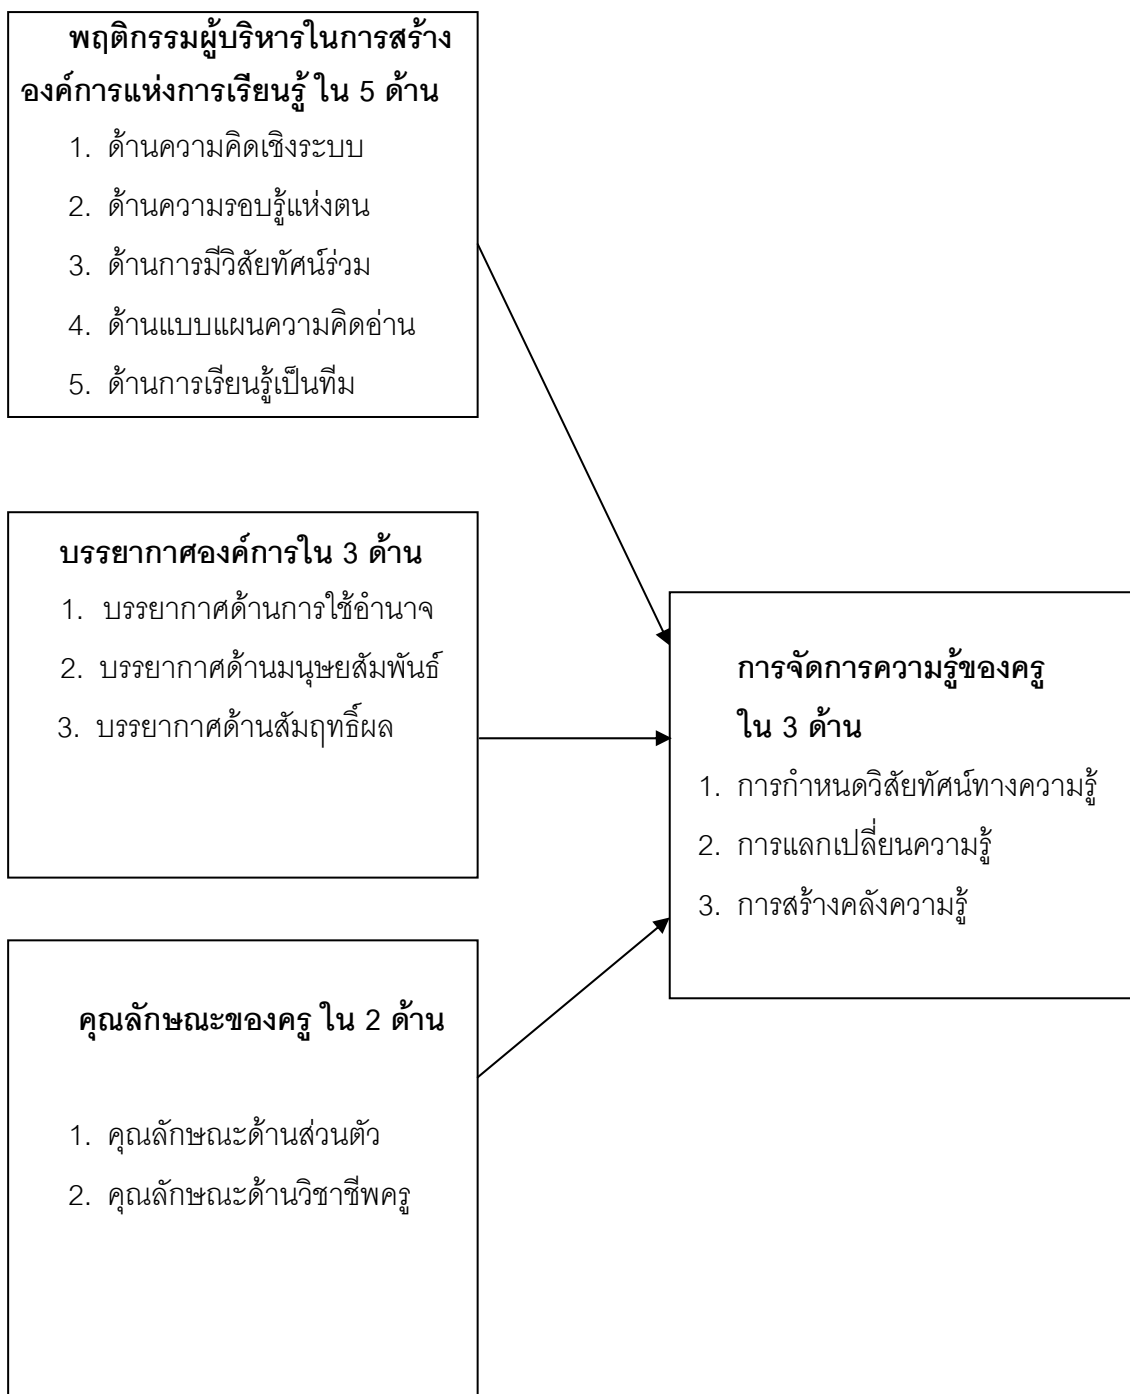 พฤติกรรมผู้บริหารในการสร้าง
องค์การแห่งการเรียนรู้ ใน 5 ด้าน
1. ด้านความคิดเชิงระบบ
2. ด้านความรอบรู้แห่งตน
3. ด้านการมีวิสัยทัศน์ร่วม
4. ด้านแบบแผนความคิดอ่าน
5. ด้านการเรียนรู้เป็นทีม
บรรยากาศองค์การใน 3 ด้าน
1. บรรยากาศด้านการใช้อำนาจ
2. บรรยากาศด้านมนุษยสัมพันธ์
3. บรรยากาศด้านสัมฤทธิ์ผล
คุณลักษณะของครู ใน 2 ด้าน
1. คุณลักษณะด้านส่วนตัว
2. คุณลักษณะด้านวิชาชีพครู
การจัดการความรู้ของครู
ใน 3 ด้าน
1. การกำหนดวิสัยทัศน์ทางความรู้
2. การแลกเปลี่ยนความรู้
3. การสร้างคลังความรู้